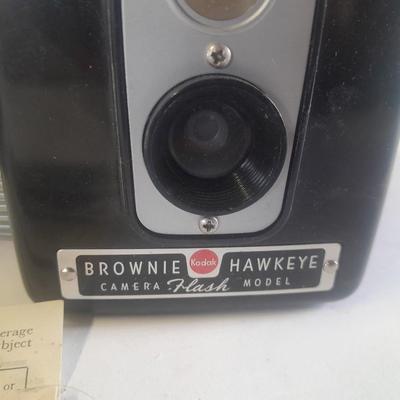 BROWNIE Kodak HAWKEYE
CAMERA Flash MODEL
erage
bject
or